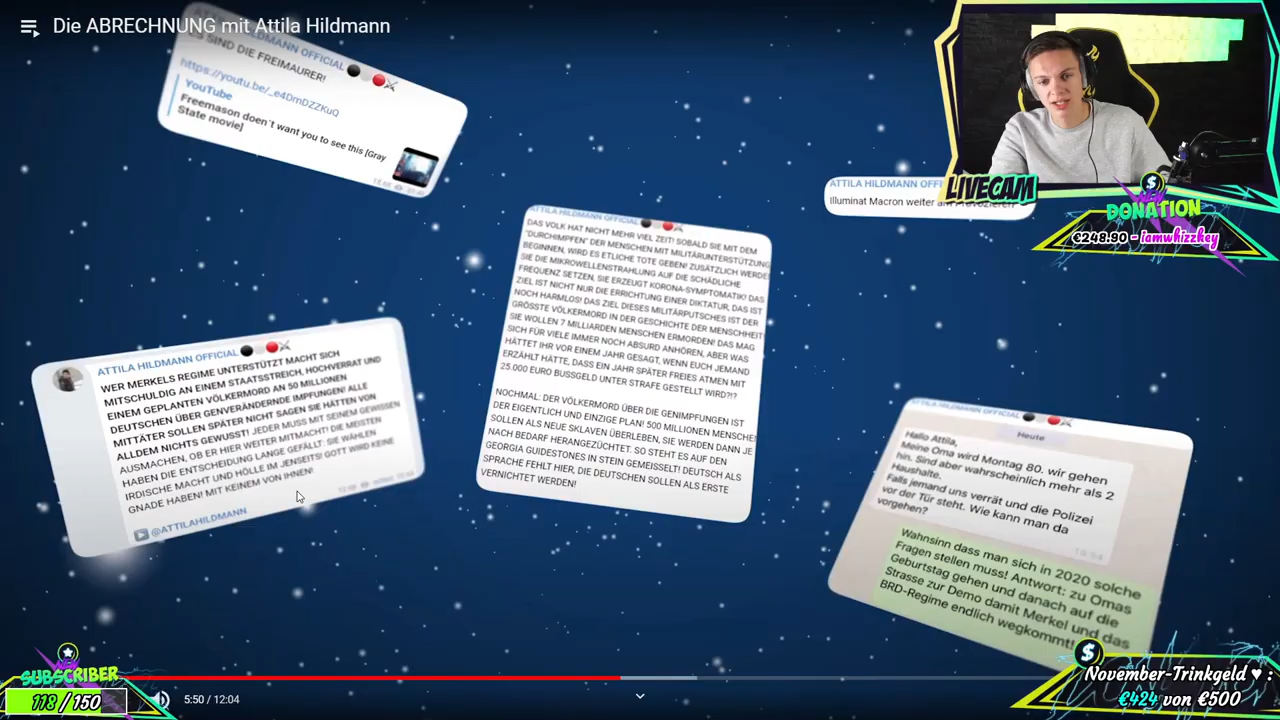 Die ABRECHNUNG mit Attila Hildmann
HILDMANN OFFICIAL
SIND DIE FREIMAURER!
https://youtu.be/_e4DmDZZKuQ
YouTube
Freemason doen´t want you to see this [Gray
State movie]
ATTILA HILDMANN OFFI
Illuminat Macron weiter am Provozieren
LIVECAM
NEW
DONATION
€248.90 - iamwhizzkey
ATTILA HILDMANN OFFICIAL
DAS VOLK HAT NICHT MEHR VIEL ZEIT! SOBALD SIE MIT DEM
"DURCHIMPFEN" DER MENSCHEN MIT MILITÄRUNTERSTÜTZUNG
BEGINNEN, WIRD ES ETLICHE TOTE GEBEN! ZUSÄTZLICH WERDE
SIE DIE MIKROWELLENSTRAHLUNG AUF DIE SCHÄDLICHE
FREQUENZ SETZEN, SIE ERZEUGT KORONA-SYMPTOMATIK! DAS
ZIEL IST NICHT NUR DIE ERRICHTUNG EINER DIKTATUR, DAS IST
NOCH HARMLOS! DAS ZIEL DIESES MILITÄRPUTSCHES IST DER
GRÖSSTE VÖLKERMORD IN DER GESCHICHTE DER MENSCHHEIT
SIE WOLLEN 7 MILLIARDEN MENSCHEN ERMORDEN! DAS MAG
SICH FÜR VIELE IMMER NOCH ABSURD ANHÖREN, ABER WAS
HÄTTET IHR VOR EINEM JAHR GESAGT, WENN EUCH JEMAND
ERZÄHLT HÄTTE, DASS EIN JAHR SPÄTER FREIES ATMEN MIT
25.000 EURO BUSSGELD UNTER STRAFE GESTELLT WIRD?!?
NOCHMAL: DER VÖLKERMORD ÜBER DIE GENIMPFUNGEN IST
DER EIGENTLICH UND EINZIGE PLAN! 500 MILLIONEN MENSCHE
SOLLEN ALS NEUE SKLAVEN ÜBERLEBEN, SIE WERDEN DANN JE
NACH BEDARF HERANGEZÜCHTET. SO STEHT ES AUF DEN
GEORGIA GUIDESTONES IN STEIN GEMEISSELT! DEUTSCH ALS
SPRACHE FEHLT HIER, DIE DEUTSCHEN SOLLEN ALS ERSTE
VERNICHTET WERDEN!
ATTILA HILDMANN OFFICIAL
WER MERKELS REGIME UNTERSTÜTZT MACHT SICH
MITSCHULDIG AN EINEM STAATSSTREICH, HOCHVERRAT UND
EINEM GEPLANTEN VÖLKERMORD AN 50 MILLIONEN
DEUTSCHEN ÜBER GENVERÄNDERNDE IMPFUNGEN! ALLE
MITTÄTER SOLLEN SPÄTER NICHT SAGEN SIE HÄTTEN VON
ALLDEM NICHTS GEWUSST! JEDER MUSS MIT SEINEM GEWISSEN
AUSMACHEN, OB ER HIER WEITER MITMACHT! DIE MEISTEN
HABEN DIE ENTSCHEIDUNG LANGE GEFÄLLT: SIE WÄHLEN
IRDISCHE MACHT UND HÖLLE IM JENSEITS! GOTT WIRD KEINE
GNADE HABEN! MIT KEINEM VON IHNEN!
@ATTILAHILDMANN
ATTILA HILDMANN OFFICIAL
Heute
Hallo Attila,
Meine Oma wird Montag 80. wir gehen
hin. Sind aber wahrscheinlich mehr als 2
Haushalte.
Falls jemand uns verrät und die Polizei
vor der Tür steht. Wie kann man da
vorgehen?
Wahnsinn dass man sich in 2020 solche
Fragen stellen muss! Antwort: zu Omas
Geburtstag gehen und danach auf die
Strasse zur Demo damit Merkel und das
BRD-Regime endlich wegkommt!
NEW
SUBSCRIBER
118 / 150
5:50 / 12:04
November-Trinkgeld ♥ :
€424 von €500